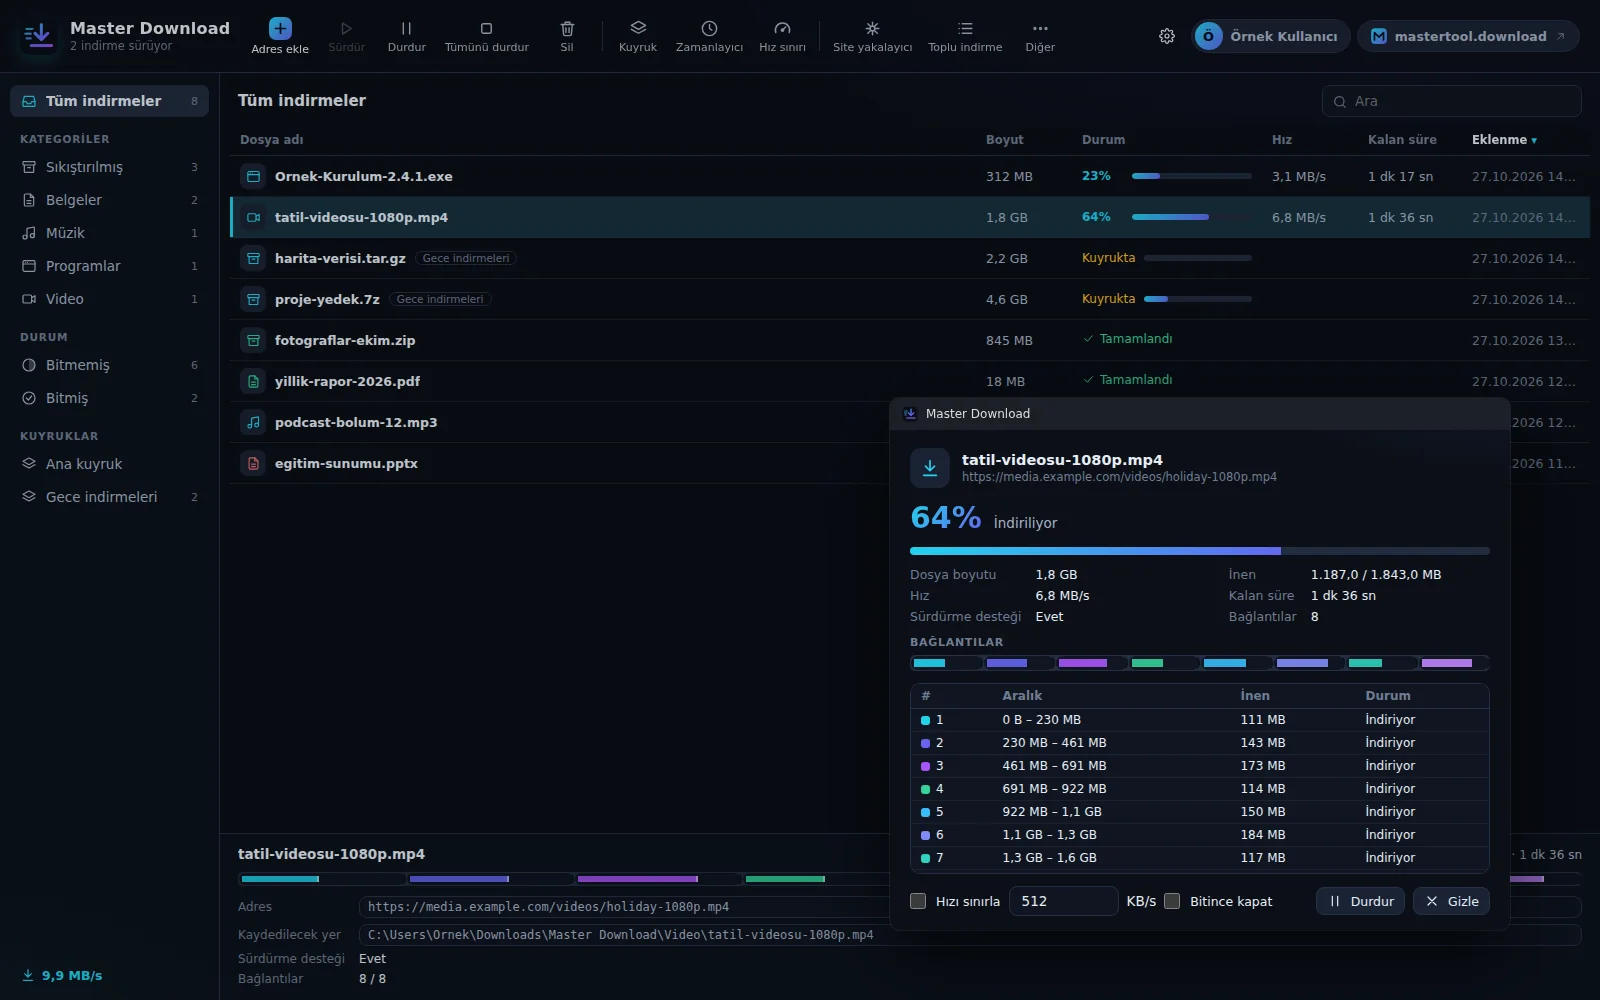 Master Download
2 indirme sürüyor
Adres ekle
Sürdür
Durdur
Tümünü durdur
Sil
Kuyruk
Zamanlayıcı
Hız sınırı
Site yakalayıcı
Toplu indirme
Diğer
Ö Örnek Kullanıcı
mastertool.download
Tüm indirmeler 8
KATEGORİLER
Sıkıştırılmış 3
Belgeler 2
Müzik 1
Programlar 1
Video 1
DURUM
Bitmemiş 6
Bitmiş 2
KUYRUKLAR
Ana kuyruk
Gece indirmeleri 2
9,9 MB/s
Tüm indirmeler
Ara
Dosya adı Boyut Durum Hız Kalan süre Eklenme ▾
Ornek-Kurulum-2.4.1.exe 312 MB 23% 3,1 MB/s 1 dk 17 sn 27.10.2026 14…
tatil-videosu-1080p.mp4 1,8 GB 64% 6,8 MB/s 1 dk 36 sn 27.10.2026 14…
harita-verisi.tar.gz Gece indirmeleri 2,2 GB Kuyrukta 27.10.2026 14…
proje-yedek.7z Gece indirmeleri 4,6 GB Kuyrukta 27.10.2026 14…
fotograflar-ekim.zip 845 MB Tamamlandı 27.10.2026 13…
yillik-rapor-2026.pdf 18 MB Tamamlandı 27.10.2026 12…
podcast-bolum-12.mp3 .2026 12…
egitim-sunumu.pptx .2026 11…
Master Download
tatil-videosu-1080p.mp4
https://media.example.com/videos/holiday-1080p.mp4
64% İndiriliyor
Dosya boyutu 1,8 GB İnen 1.187,0 / 1.843,0 MB
Hız 6,8 MB/s Kalan süre 1 dk 36 sn
Sürdürme desteği Evet Bağlantılar 8
BAĞLANTILAR
# Aralık İnen Durum
1 0 B – 230 MB 111 MB İndiriyor
2 230 MB – 461 MB 143 MB İndiriyor
3 461 MB – 691 MB 173 MB İndiriyor
4 691 MB – 922 MB 114 MB İndiriyor
5 922 MB – 1,1 GB 150 MB İndiriyor
6 1,1 GB – 1,3 GB 184 MB İndiriyor
7 1,3 GB – 1,6 GB 117 MB İndiriyor
Hızı sınırla 512 KB/s Bitince kapat Durdur Gizle
tatil-videosu-1080p.mp4 · 1 dk 36 sn
Adres https://media.example.com/videos/holiday-1080p.mp4
Kaydedilecek yer C:\Users\Ornek\Downloads\Master Download\Video\tatil-videosu-1080p.mp4
Sürdürme desteği Evet
Bağlantılar 8 / 8